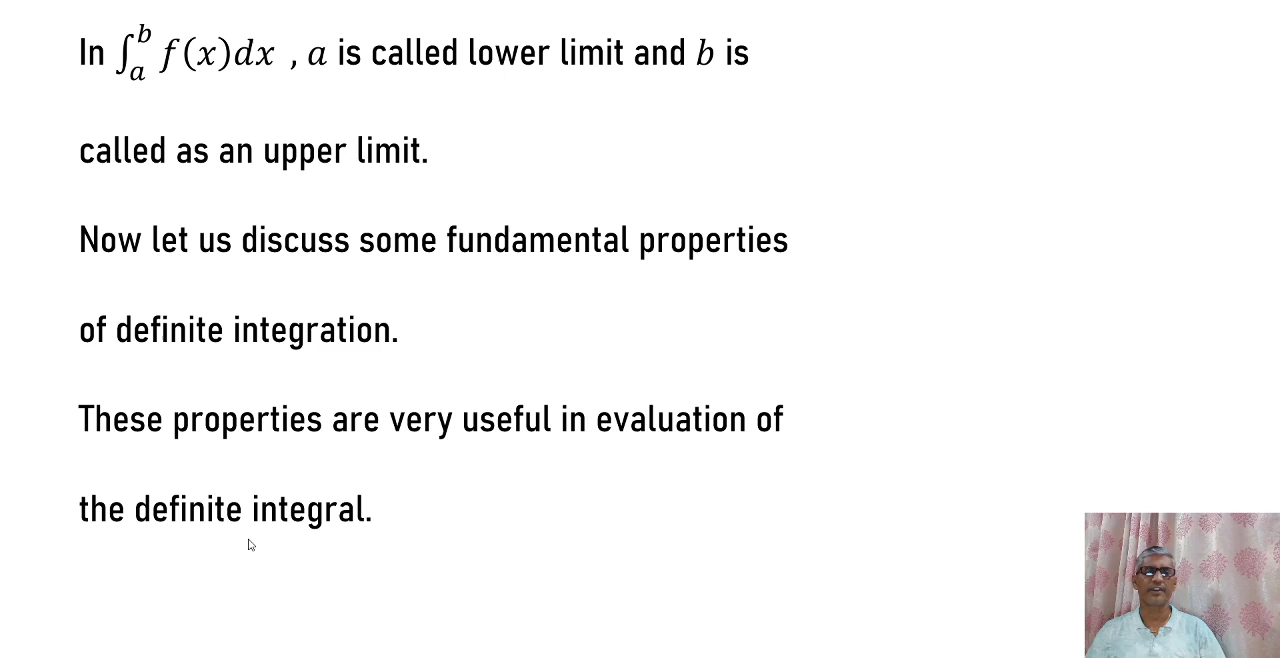 In ∫ₐᵇ f(x)dx , a is called lower limit and b is
called as an upper limit.
Now let us discuss some fundamental properties
of definite integration.
These properties are very useful in evaluation of
the definite integral.